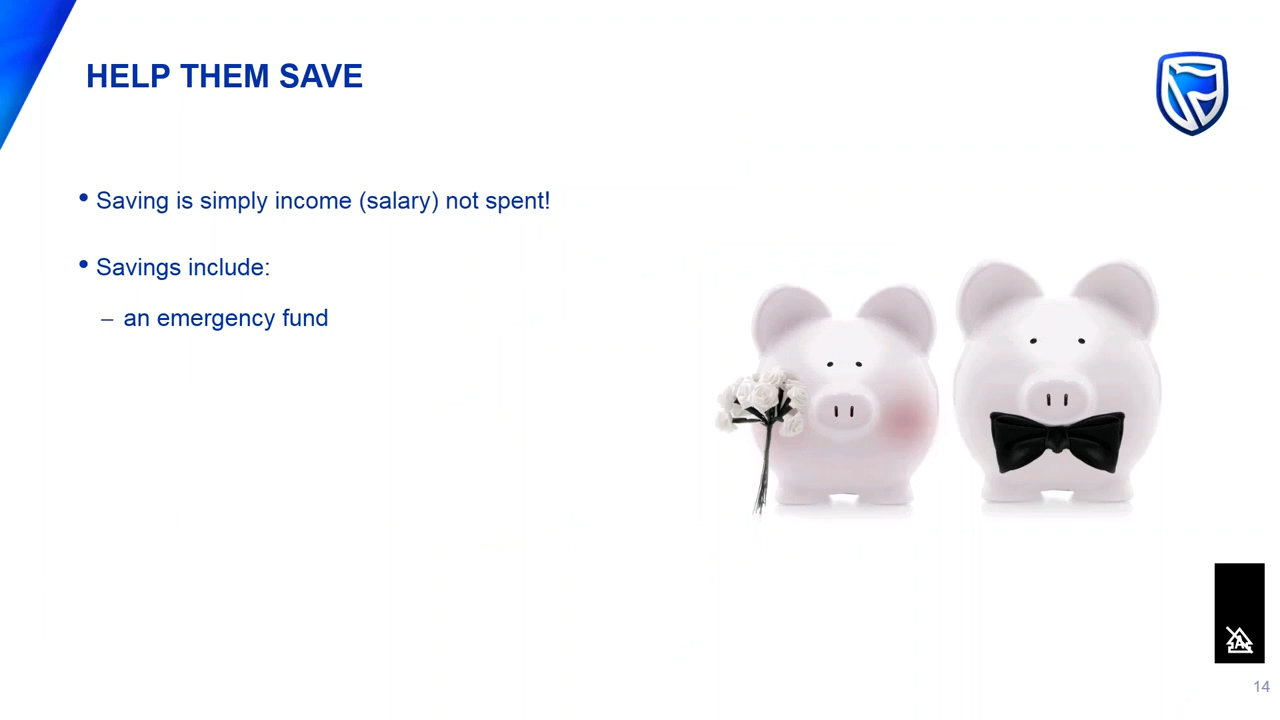 HELP THEM SAVE
• Saving is simply income (salary) not spent!
• Savings include:
– an emergency fund
14